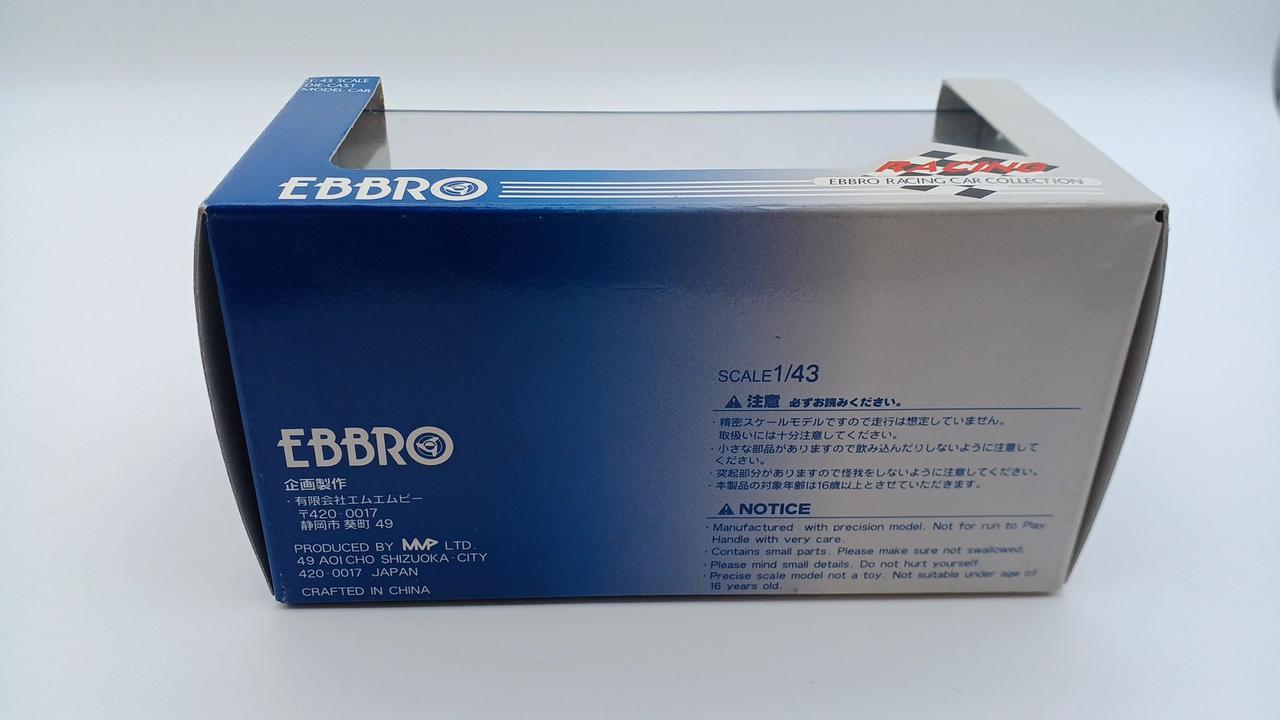 1:43 SCALE
DIE-CAST
MODEL CAR
EBBRO
RACING
EBBRO RACING CAR COLLECTION
EBBRO
企画製作
・有限会社エムエムピー
〒420-0017
静岡市 葵町 49
PRODUCED BY MMP LTD.
49 AOI CHO SHIZUOKA-CITY
420-0017 JAPAN
CRAFTED IN CHINA
SCALE1/43
注意 必ずお読みください。
・精密スケールモデルですので走行は想定していません。
取扱いには十分注意してください。
・小さな部品がありますので飲み込んだりしないように注意して
ください。
・突起部分がありますので怪我をしないように注意してください。
・本製品の対象年齢は16歳以上とさせていただきます。
NOTICE
・Manufactured with precision model. Not for run to Play.
Handle with very care.
・Contains small parts. Please make sure not swallowed.
・Please mind small details. Do not hurt yourself.
・Precise scale model not a toy. Not suitable under age of
16 years old.